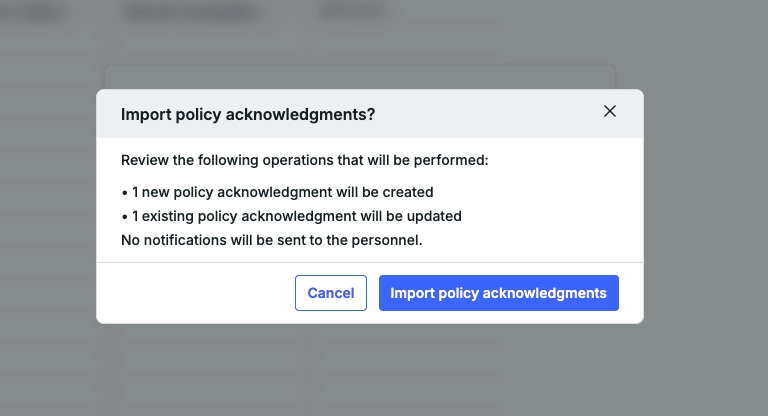 Import policy acknowledgments?
Review the following operations that will be performed:
• 1 new policy acknowledgment will be created
• 1 existing policy acknowledgment will be updated
No notifications will be sent to the personnel.
Cancel
Import policy acknowledgments